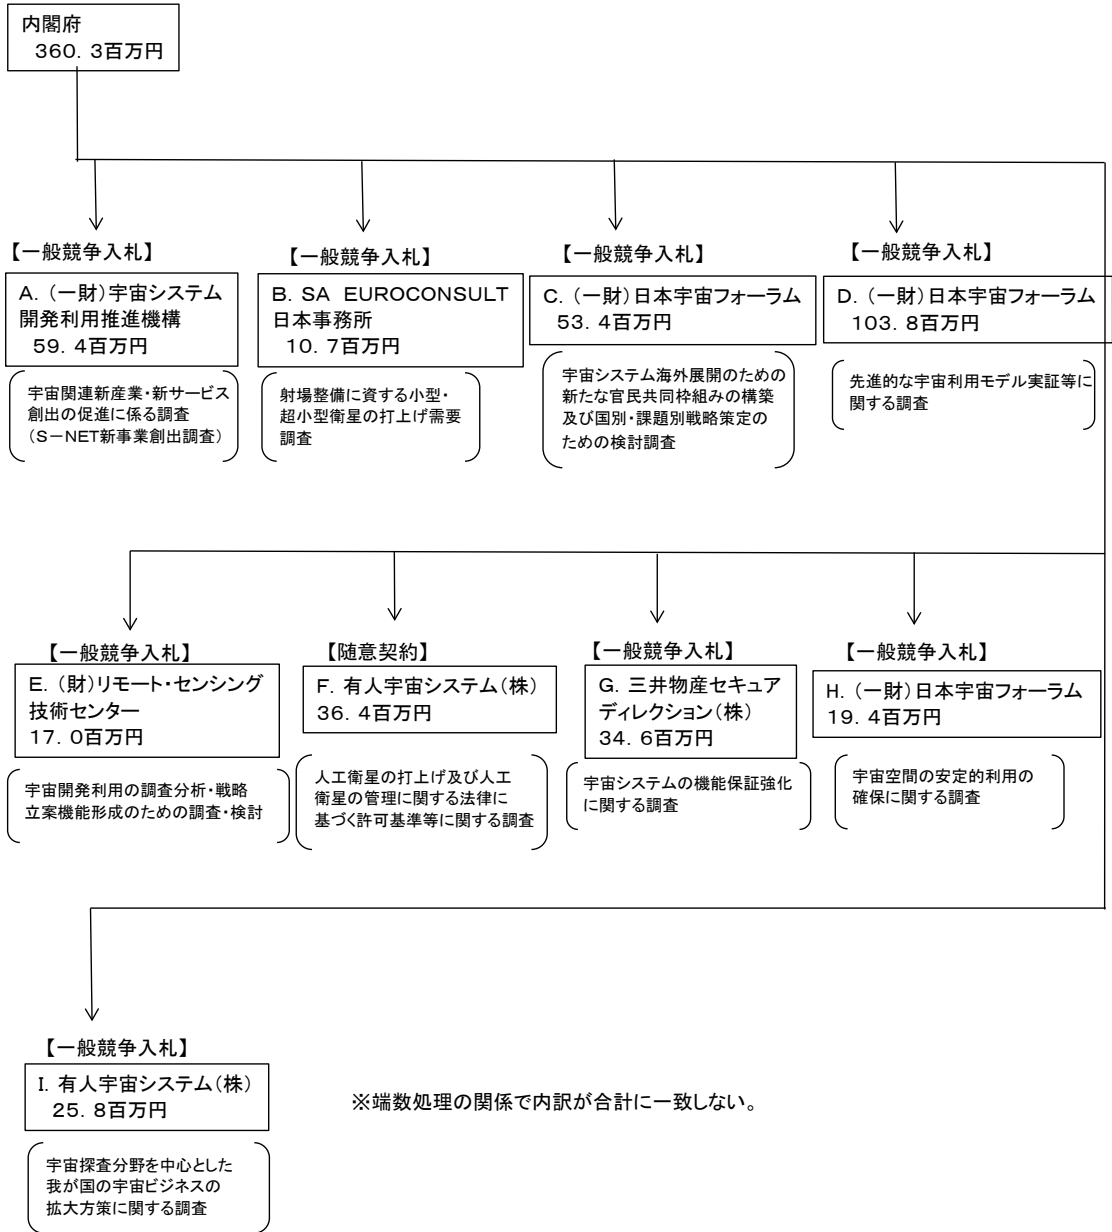 内閣府
360．3百万円
【一般競争入札】
A．（一財）宇宙システム
開発利用推進機構
59．4百万円
宇宙関連新産業・新サービス
創出の促進に係る調査
（S－NET新事業創出調査）
【一般競争入札】
B．SA　EUROCONSULT
日本事務所
10．7百万円
射場整備に資する小型・
超小型衛星の打上げ需要
調査
【一般競争入札】
C．（一財）日本宇宙フォーラム
53．4百万円
宇宙システム海外展開のための
新たな官民共同枠組みの構築
及び国別・課題別戦略策定の
ための検討調査
【一般競争入札】
D．（一財）日本宇宙フォーラム
103．8百万円
先進的な宇宙利用モデル実証等に
関する調査
【一般競争入札】
E．（財）リモート・センシング
技術センター
17．0百万円
宇宙開発利用の調査分析・戦略
立案機能形成のための調査・検討
【随意契約】
F．有人宇宙システム（株）
36．4百万円
人工衛星の打上げ及び人工
衛星の管理に関する法律に
基づく許可基準等に関する調査
【一般競争入札】
G．三井物産セキュア
ディレクション（株）
34．6百万円
宇宙システムの機能保証強化
に関する調査
【一般競争入札】
H．（一財）日本宇宙フォーラム
19．4百万円
宇宙空間の安定的利用の
確保に関する調査
【一般競争入札】
I．有人宇宙システム（株）
25．8百万円
宇宙探査分野を中心とした
我が国の宇宙ビジネスの
拡大方策に関する調査
※端数処理の関係で内訳が合計に一致しない。